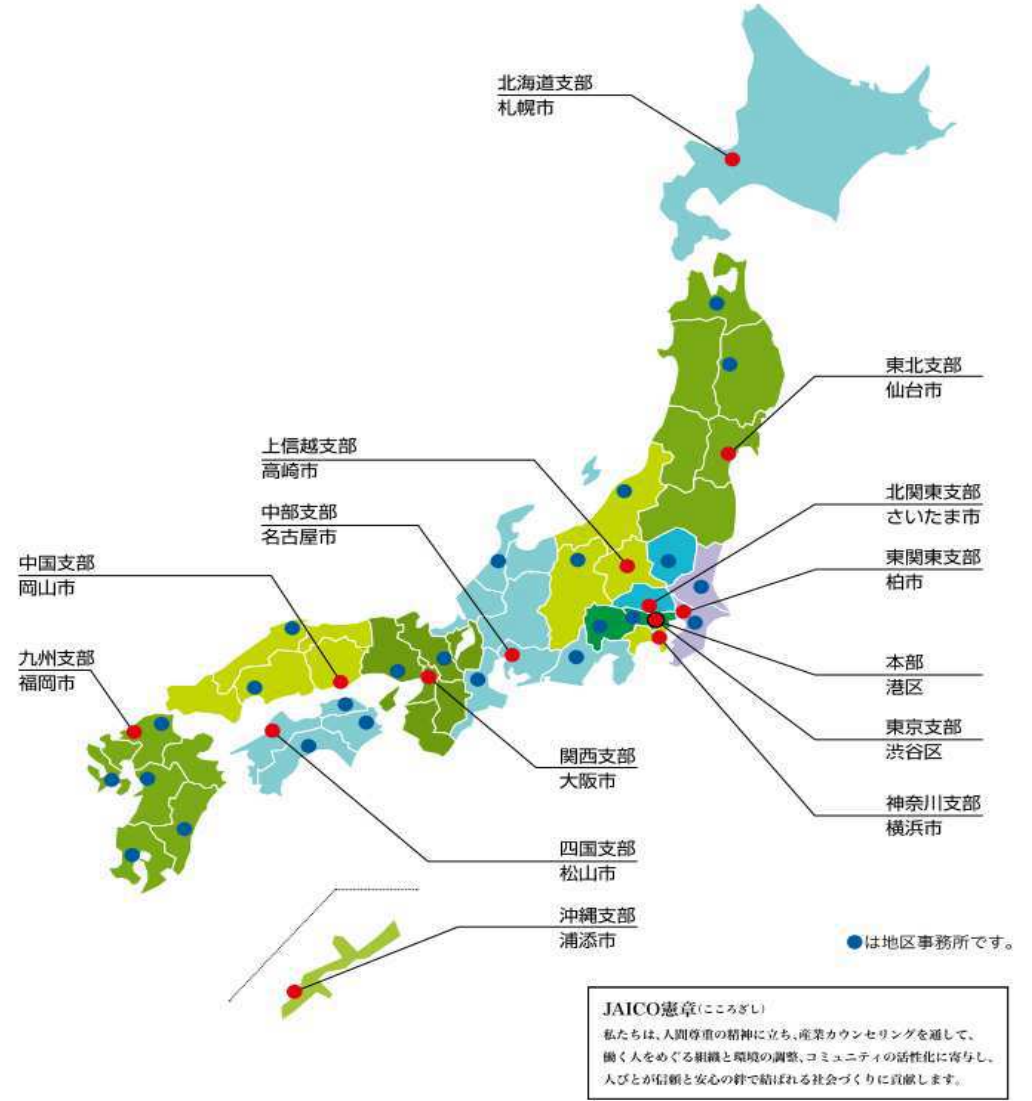 北海道支部
札幌市
東北支部
仙台市
上信越支部
高崎市
北関東支部
さいたま市
中部支部
名古屋市
東関東支部
柏市
中国支部
岡山市
九州支部
福岡市
本部
港区
東京支部
渋谷区
関西支部
大阪市
神奈川支部
横浜市
四国支部
松山市
沖縄支部
浦添市
●は地区事務所です。
JAICO憲章(こころざし)
私たちは、人間尊重の精神に立ち、産業カウンセリングを通して、
働く人をめぐる組織と環境の調整、コミュニティの活性化に寄与し、
人びとが信頼と安心の絆で結ばれる社会づくりに貢献します。